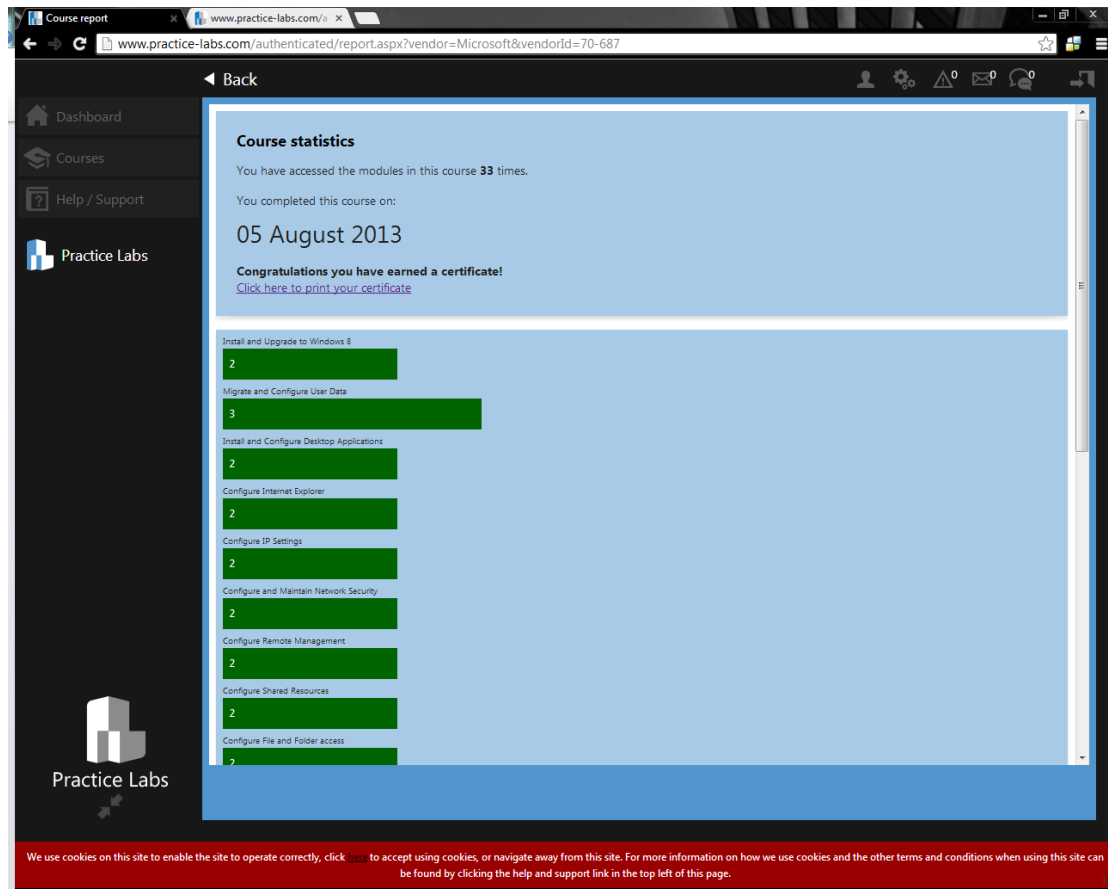 Course report
www.practice-labs.com/a
www.practice-labs.com/authenticated/report.aspx?vendor=Microsoft&vendorId=70-687
Back
0
0
0
Dashboard
Courses
Help / Support
Practice Labs
Course statistics
You have accessed the modules in this course 33 times.
You completed this course on:
05 August 2013
Congratulations you have earned a certificate!
Click here to print your certificate
Install and Upgrade to Windows 8
2
Migrate and Configure User Data
3
Install and Configure Desktop Applications
2
Configure Internet Explorer
2
Configure IP Settings
2
Configure and Maintain Network Security
2
Configure Remote Management
2
Configure Shared Resources
2
Configure File and Folder access
2
Practice Labs
We use cookies on this site to enable the site to operate correctly, click here to accept using cookies, or navigate away from this site. For more information on how we use cookies and the other terms and conditions when using this site can
be found by clicking the help and support link in the top left of this page.